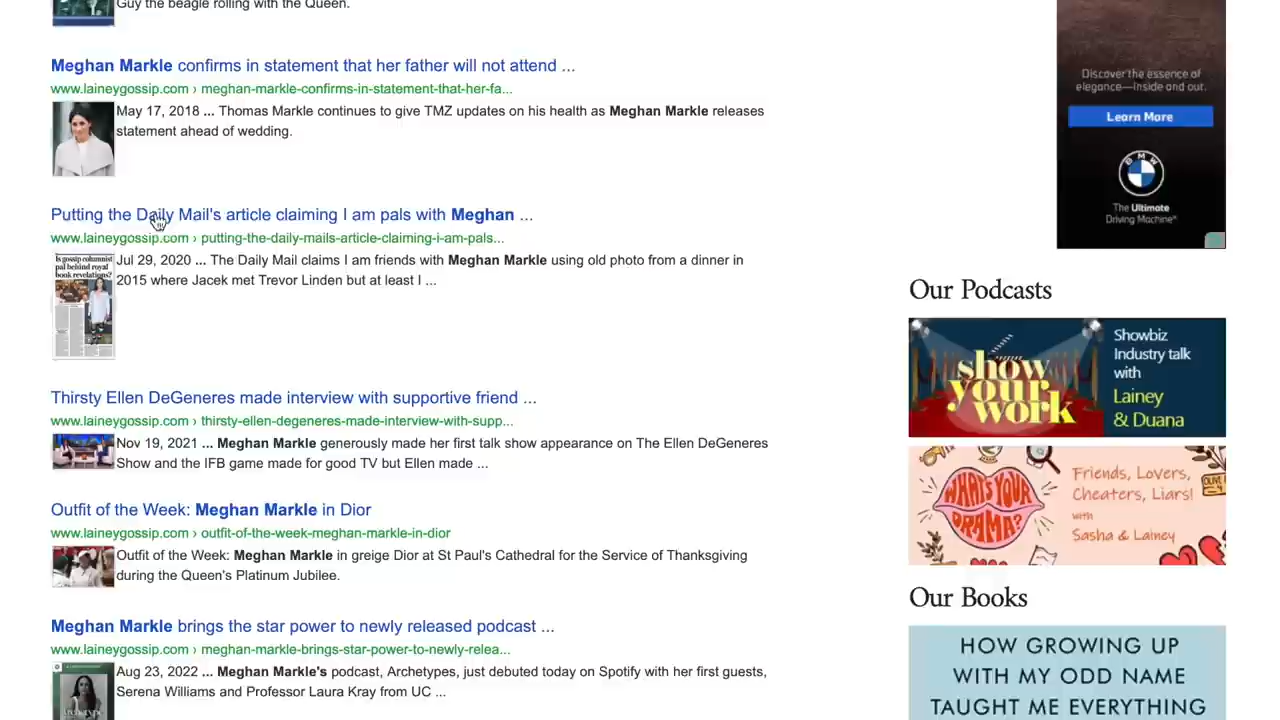 Guy the beagle rolling with the Queen.
Meghan Markle confirms in statement that her father will not attend ...
www.laineygossip.com › meghan-markle-confirms-in-statement-that-her-fa...
May 17, 2018 ... Thomas Markle continues to give TMZ updates on his health as Meghan Markle releases
statement ahead of wedding.
Putting the Daily Mail's article claiming I am pals with Meghan ...
www.laineygossip.com › putting-the-daily-mails-article-claiming-i-am-pals...
Is gossip columnist
pal behind royal
book revelations?
Jul 29, 2020 ... The Daily Mail claims I am friends with Meghan Markle using old photo from a dinner in
2015 where Jacek met Trevor Linden but at least I ...
Thirsty Ellen DeGeneres made interview with supportive friend ...
www.laineygossip.com › thirsty-ellen-degeneres-made-interview-with-supp...
Nov 19, 2021 ... Meghan Markle generously made her first talk show appearance on The Ellen DeGeneres
Show and the IFB game made for good TV but Ellen made ...
Outfit of the Week: Meghan Markle in Dior
www.laineygossip.com › outfit-of-the-week-meghan-markle-in-dior
Outfit of the Week: Meghan Markle in greige Dior at St Paul's Cathedral for the Service of Thanksgiving
during the Queen's Platinum Jubilee.
Meghan Markle brings the star power to newly released podcast ...
www.laineygossip.com › meghan-markle-brings-star-power-to-newly-relea...
Aug 23, 2022 ... Meghan Markle's podcast, Archetypes, just debuted today on Spotify with her first guests,
Serena Williams and Professor Laura Kray from UC ...
Discover the essence of
elegance—inside and out.
Learn More
BMW
The Ultimate
Driving Machine®
Our Podcasts
show
your
work
Showbiz
Industry talk
with
Lainey
& Duana
WHAT'S YOUR
DRAMA?
Friends, Lovers,
Cheaters, Liars!
with
Sasha & Lainey
Our Books
HOW GROWING UP
WITH MY ODD NAME
TAUGHT ME EVERYTHING